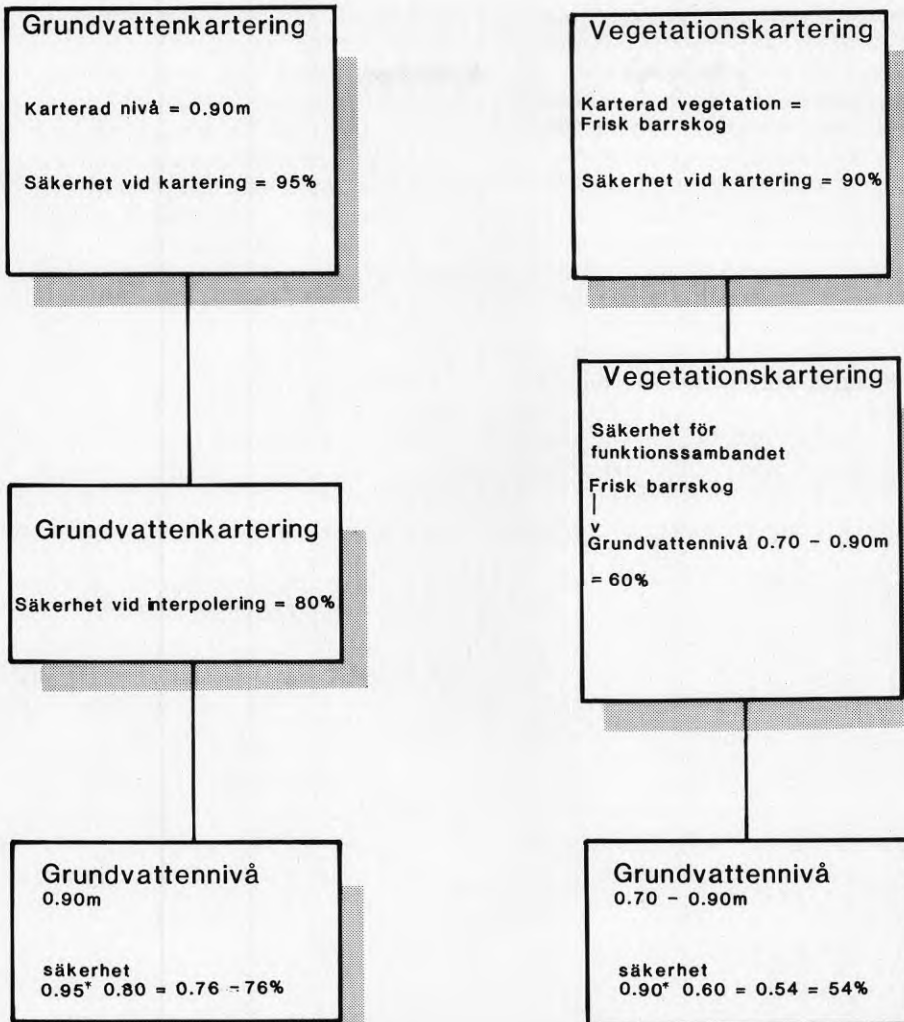 Grundvattenkartering
Karterad nivå = 0.90m
Säkerhet vid kartering = 95%
Grundvattenkartering
Säkerhet vid interpolering = 80%
Grundvattennivå
0.90m
säkerhet
0.95* 0.80 = 0.76 = 76%
Vegetationskartering
Karterad vegetation =
Frisk barrskog
Säkerhet vid kartering = 90%
Vegetationskartering
Säkerhet för
funktionssambandet
Frisk barrskog
|
v
Grundvattennivå 0.70 - 0.90m
= 60%
Grundvattennivå
0.70 - 0.90m
säkerhet
0.90* 0.60 = 0.54 = 54%